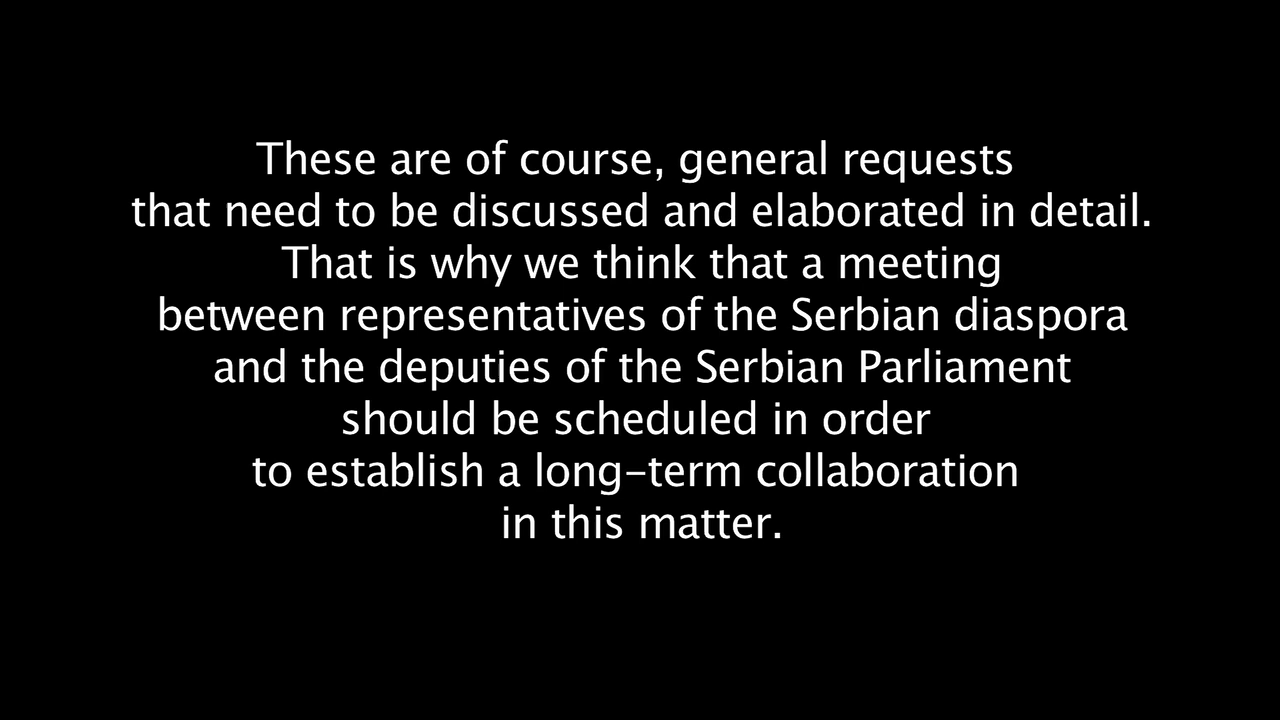 These are of course, general requests
that need to be discussed and elaborated in detail.
That is why we think that a meeting
between representatives of the Serbian diaspora
and the deputies of the Serbian Parliament
should be scheduled in order
to establish a long-term collaboration
in this matter.